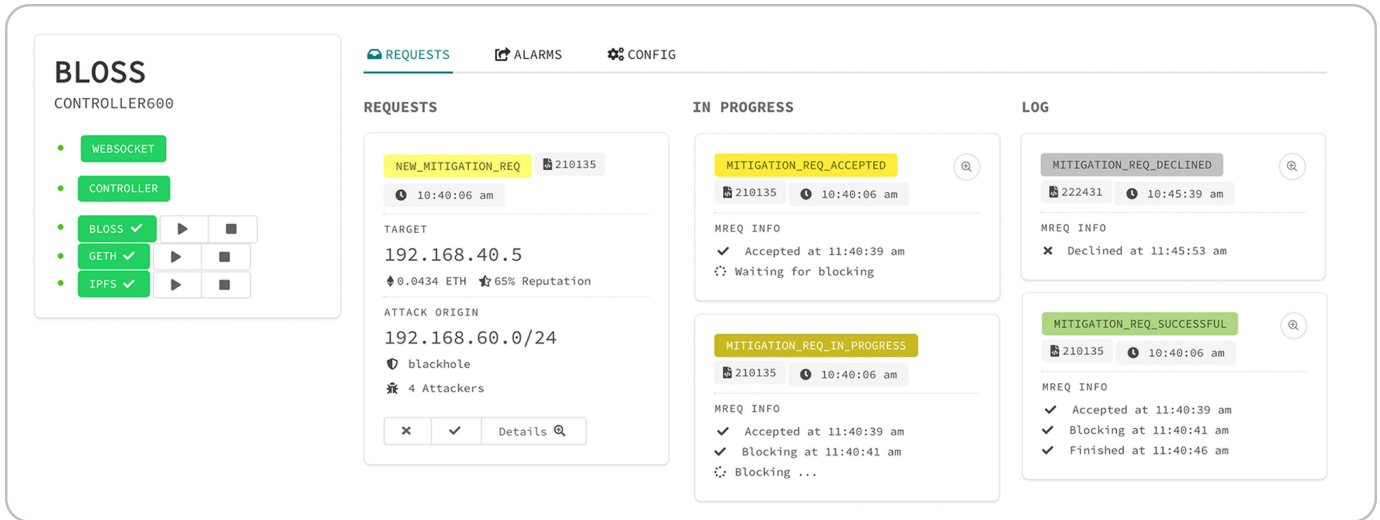 BLOSS
CONTROLLER600
WEBSOCKET
CONTROLLER
BLOSS
GETH
IPFS
REQUESTS ALARMS CONFIG
REQUESTS
NEW_MITIGATION_REQ 210135
10:40:06 am
TARGET
192.168.40.5
0.0434 ETH 65% Reputation
ATTACK ORIGIN
192.168.60.0/24
blackhole
4 Attackers
Details
IN PROGRESS
MITIGATION_REQ_ACCEPTED
210135 10:40:06 am
MREQ INFO
Accepted at 11:40:39 am
Waiting for blocking
MITIGATION_REQ_IN_PROGRESS
210135 10:40:06 am
MREQ INFO
Accepted at 11:40:39 am
Blocking at 11:40:41 am
Blocking ...
LOG
MITIGATION_REQ_DECLINED
222431 10:45:39 am
MREQ INFO
Declined at 11:45:53 am
MITIGATION_REQ_SUCCESSFUL
210135 10:40:06 am
MREQ INFO
Accepted at 11:40:39 am
Blocking at 11:40:41 am
Finished at 11:40:46 am